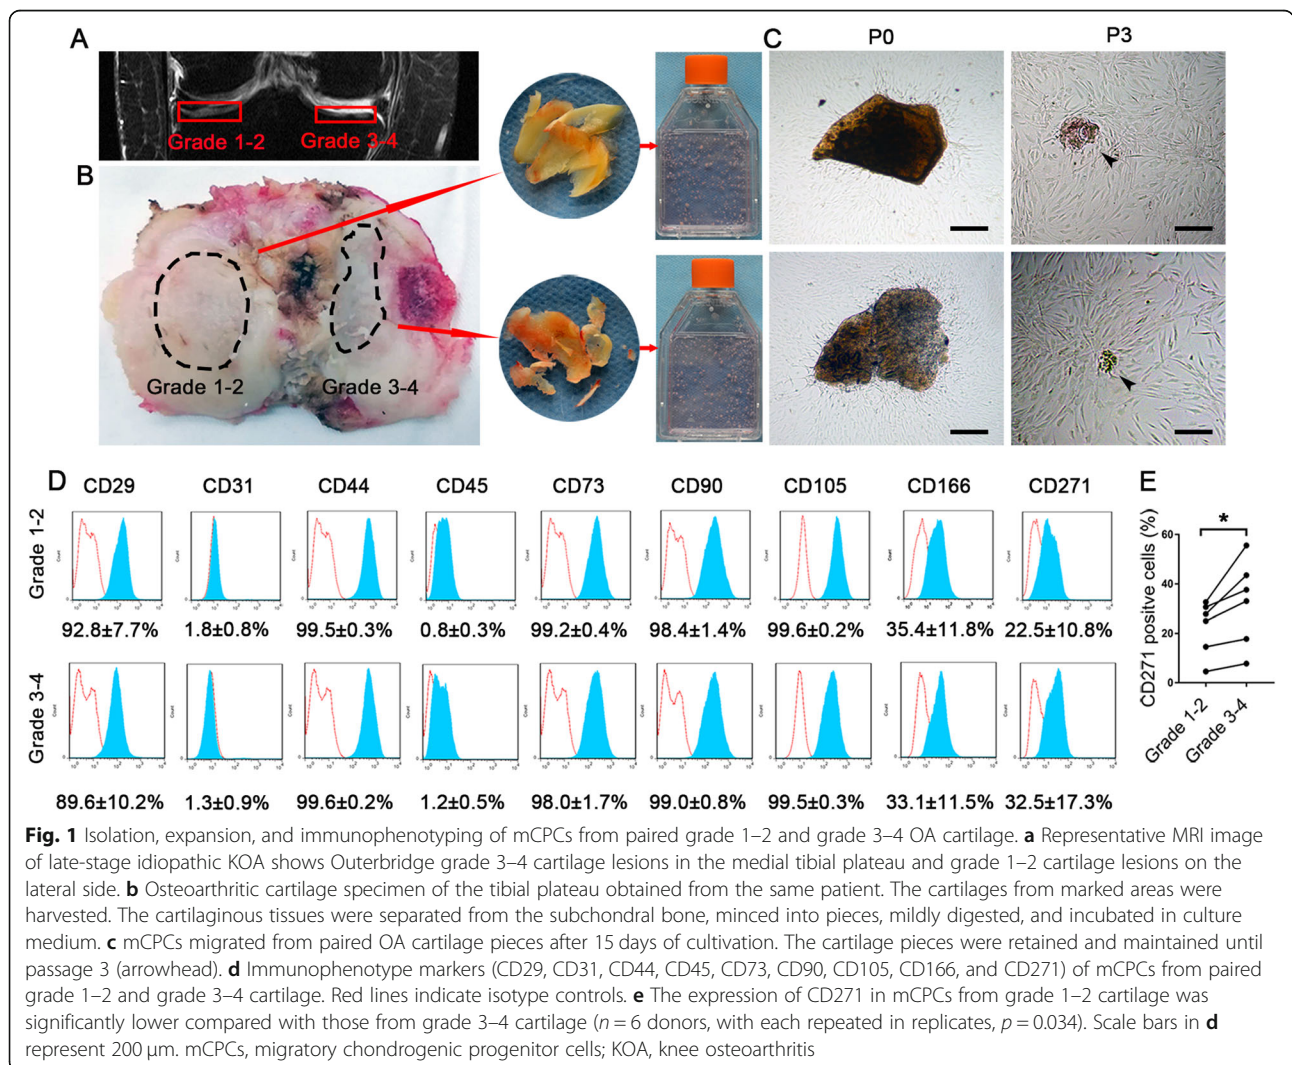 A
Grade 1-2
Grade 3-4
B
Grade 1-2
Grade 3-4
C
P0
P3
D
CD29 CD31 CD44 CD45 CD73 CD90 CD105 CD166 CD271
Grade 1-2
92.8±7.7% 1.8±0.8% 99.5±0.3% 0.8±0.3% 99.2±0.4% 98.4±1.4% 99.6±0.2% 35.4±11.8% 22.5±10.8%
Grade 3-4
89.6±10.2% 1.3±0.9% 99.6±0.2% 1.2±0.5% 98.0±1.7% 99.0±0.8% 99.5±0.3% 33.1±11.5% 32.5±17.3%
E
CD271 positve cells (%)
*
60
40
20
0
Grade 1-2
Grade 3-4
Fig. 1 Isolation, expansion, and immunophenotyping of mCPCs from paired grade 1–2 and grade 3–4 OA cartilage. a Representative MRI image
of late-stage idiopathic KOA shows Outerbridge grade 3–4 cartilage lesions in the medial tibial plateau and grade 1–2 cartilage lesions on the
lateral side. b Osteoarthritic cartilage specimen of the tibial plateau obtained from the same patient. The cartilages from marked areas were
harvested. The cartilaginous tissues were separated from the subchondral bone, minced into pieces, mildly digested, and incubated in culture
medium. c mCPCs migrated from paired OA cartilage pieces after 15 days of cultivation. The cartilage pieces were retained and maintained until
passage 3 (arrowhead). d Immunophenotype markers (CD29, CD31, CD44, CD45, CD73, CD90, CD105, CD166, and CD271) of mCPCs from paired
grade 1–2 and grade 3–4 cartilage. Red lines indicate isotype controls. e The expression of CD271 in mCPCs from grade 1–2 cartilage was
significantly lower compared with those from grade 3–4 cartilage (n = 6 donors, with each repeated in replicates, p = 0.034). Scale bars in d
represent 200 μm. mCPCs, migratory chondrogenic progenitor cells; KOA, knee osteoarthritis